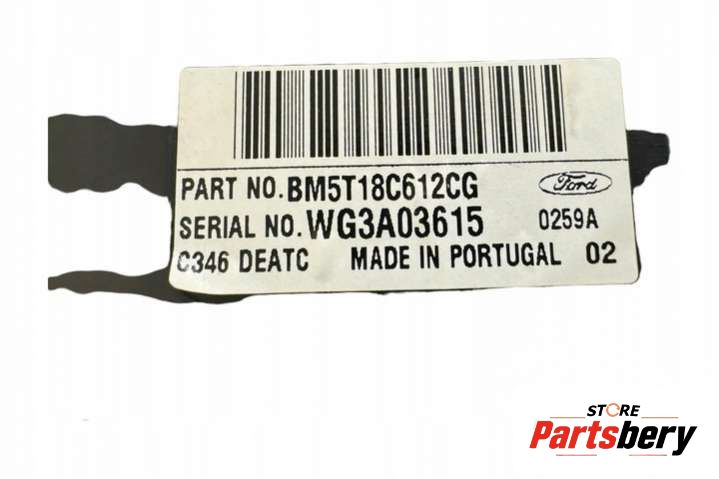 PART NO. BM5T18C612CG
Ford
SERIAL NO. WG3A03615 0259A
C346 DEATC MADE IN PORTUGAL 02
STORE
Partsbery